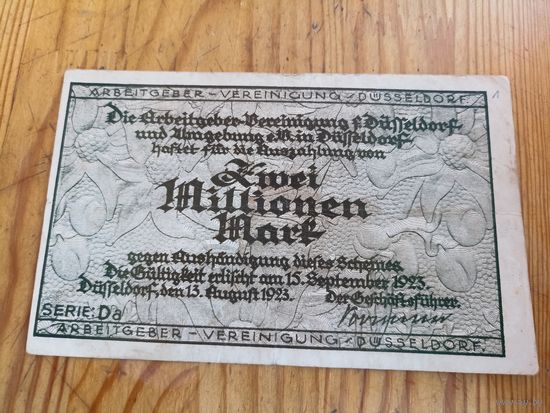 ARBEITGEBER - VEREINIGUNG - DÜSSELDORF.
1
Die Arbeitgeber-Vereinigung f. Düsseldorf
und Umgebung e.V. in Düsseldorf
haftet für die Auszahlung von
Zwei
Millionen
Mark
gegen Aushändigung dieses Scheines
Die Gültigkeit erlischt am 15. September 1923.
Düsseldorf, den 13. August 1923. Der Geschäftsführer.
SERIE: Da
ARBEITGEBER - VEREINIGUNG - DÜSSELDORF.